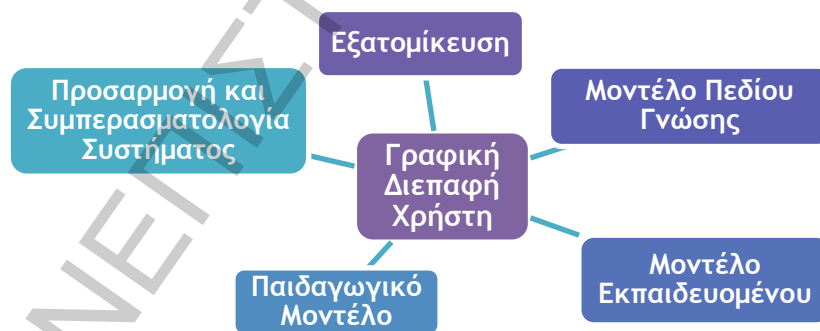 Εξατομίκευση
Προσαρμογή και
Συμπερασματολογία
Συστήματος
Μοντέλο Πεδίου
Γνώσης
Γραφική
Διεπαφή
Χρήστη
Μοντέλο
Εκπαιδευομένου
Παιδαγωγικό
Μοντέλο